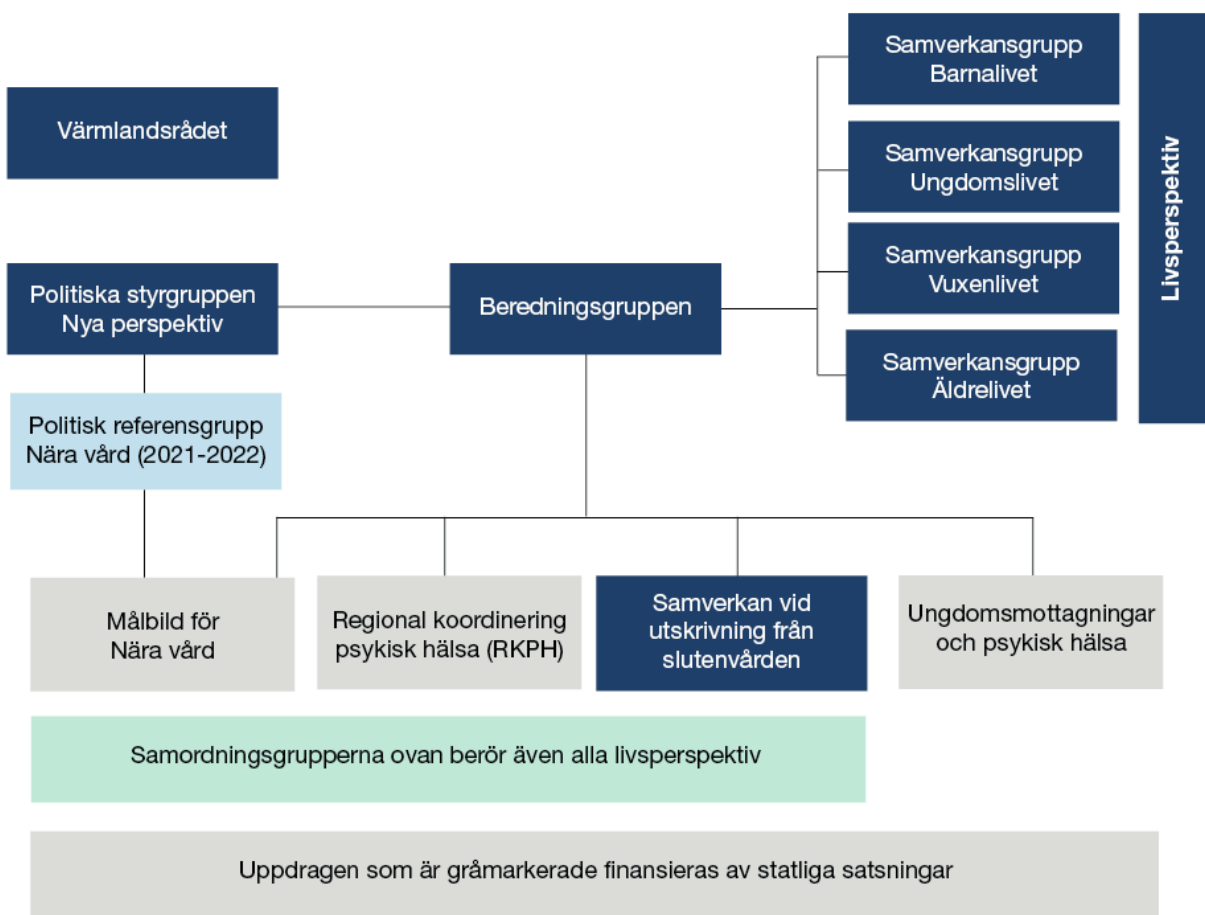 Värmlandsrådet
Samverkansgrupp
Barnalivet
Samverkansgrupp
Ungdomslivet
Samverkansgrupp
Vuxenlivet
Samverkansgrupp
Äldrelivet
Livsperspektiv
Politiska styrgruppen
Nya perspektiv
Beredningsgruppen
Politisk referensgrupp
Nära vård (2021-2022)
Målbild för
Nära vård
Regional koordinering
psykisk hälsa (RKPH)
Samverkan vid
utskrivning från
slutenvården
Ungdomsmottagningar
och psykisk hälsa
Samordningsgrupperna ovan berör även alla livsperspektiv
Uppdragen som är gråmarkerade finansieras av statliga satsningar